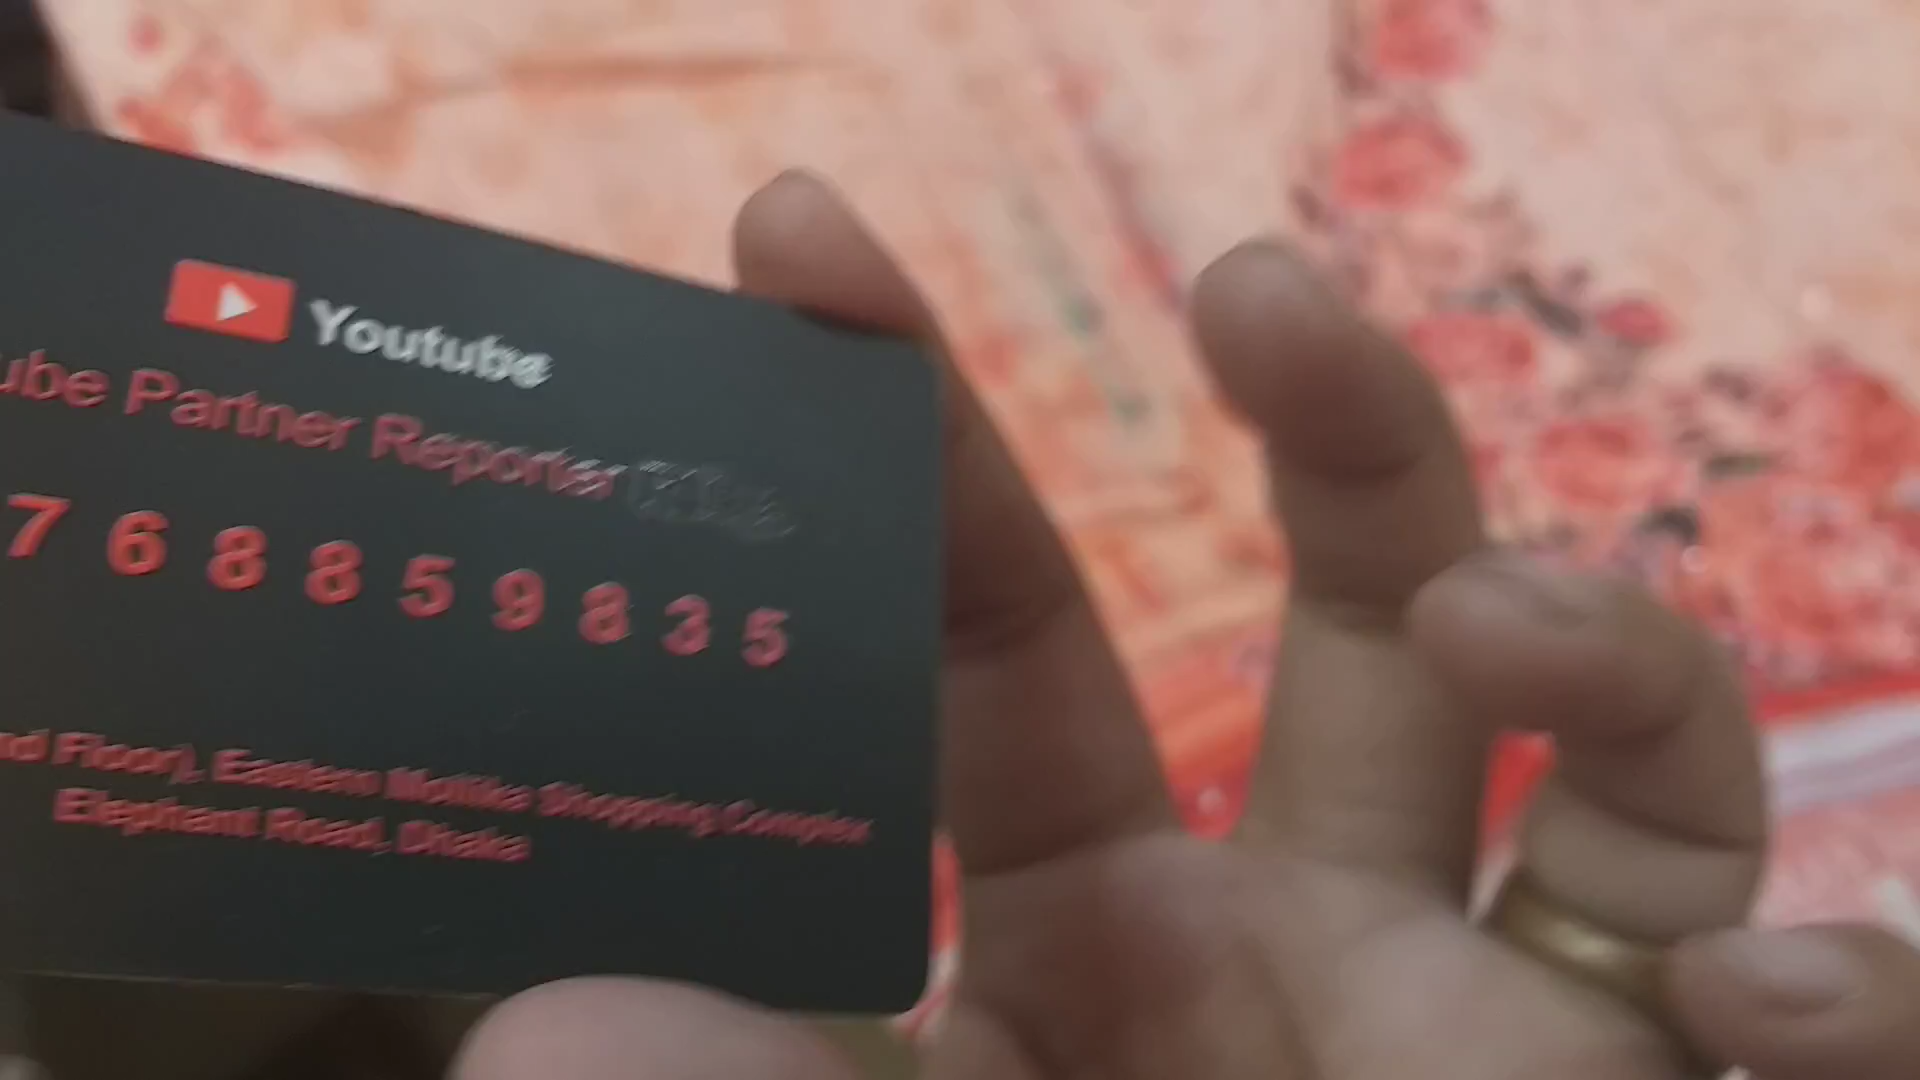 Youtube
ube Partner Reporter
7 6 8 8 5 9 8 3 5
nd Floor), Eastern Mollika Shopping Complex
Elephant Road, Dhaka